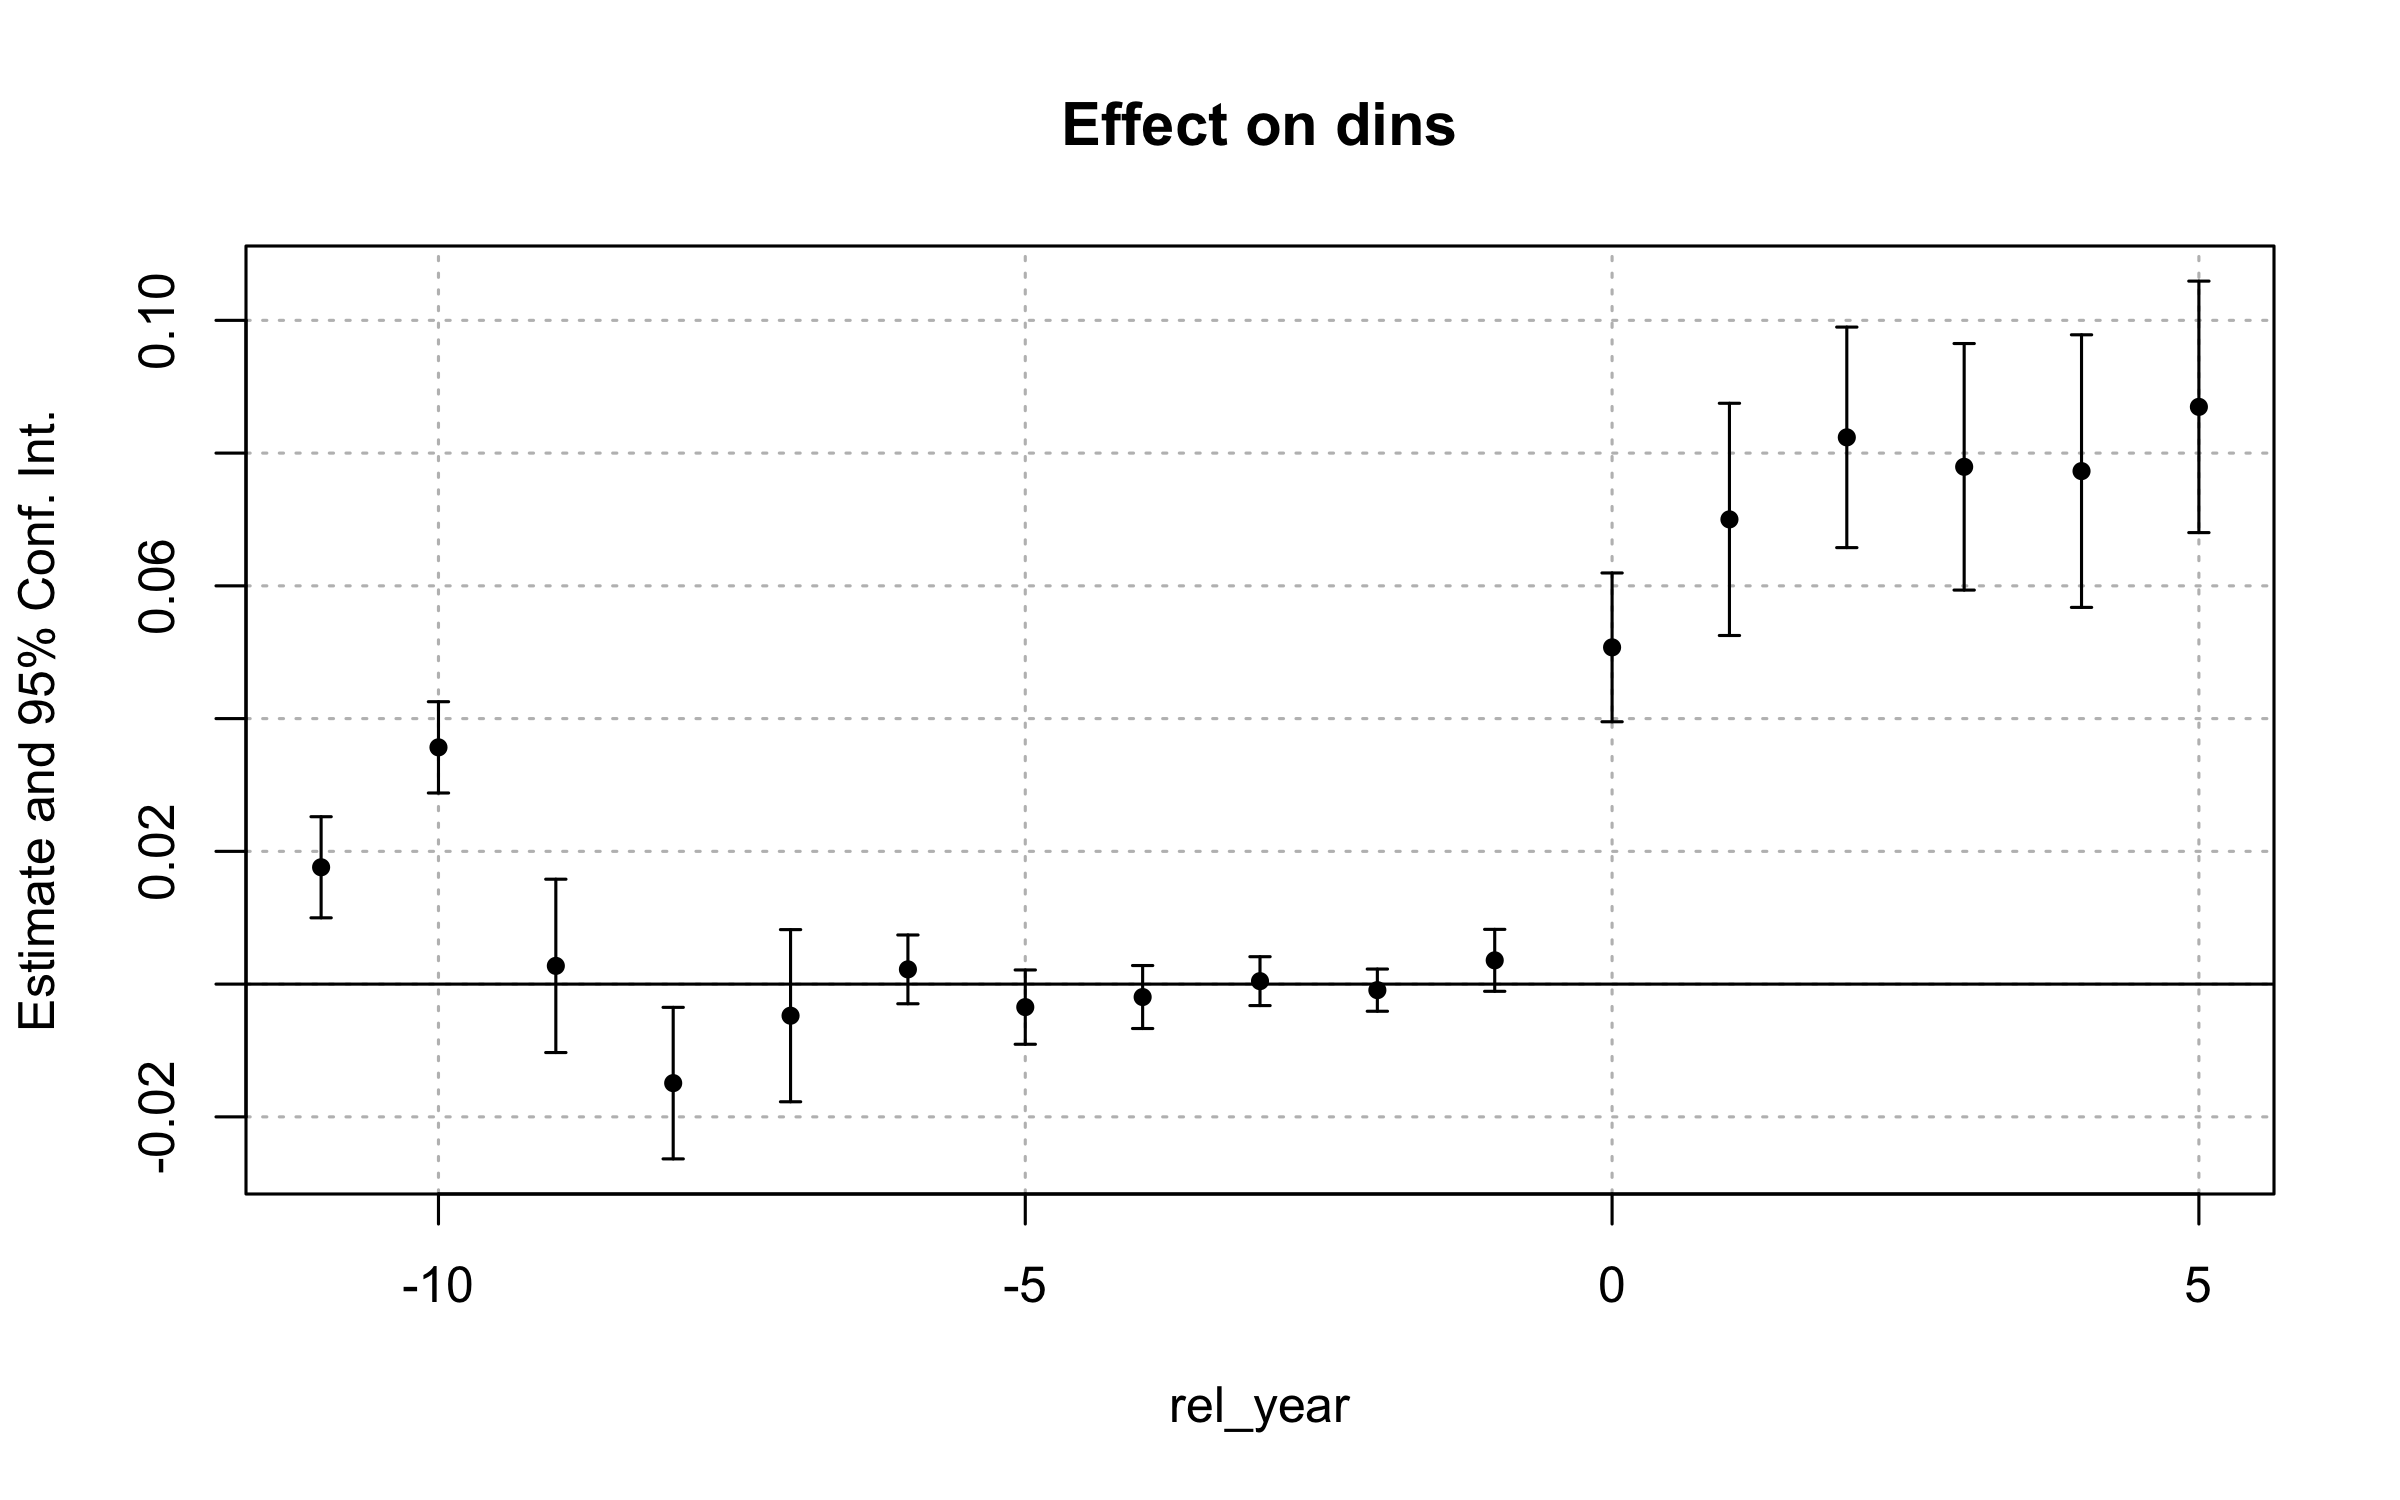 Effect on dins
Estimate and 95% Conf. Int.
0.10
0.06
0.02
-0.02
-10
-5
0
5
rel_year